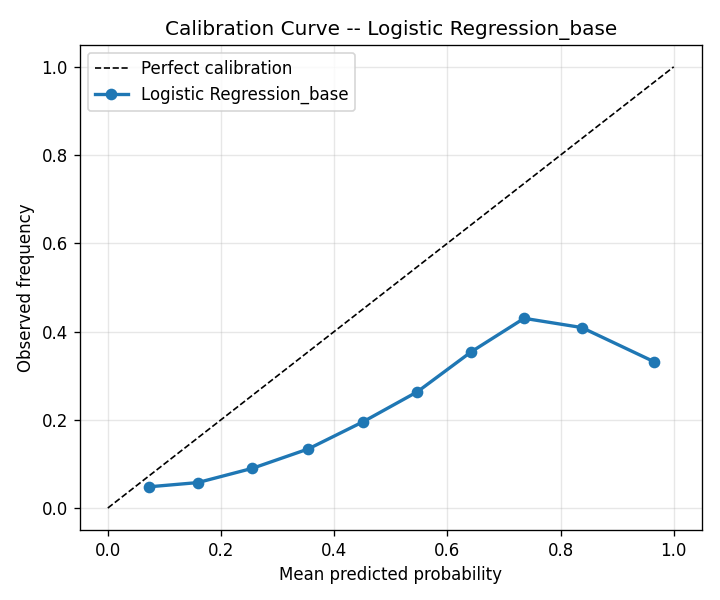 Calibration Curve -- Logistic Regression_base
Perfect calibration
Logistic Regression_base
1.0
0.8
0.6
0.4
0.2
0.0
Observed frequency
0.0 0.2 0.4 0.6 0.8 1.0
Mean predicted probability